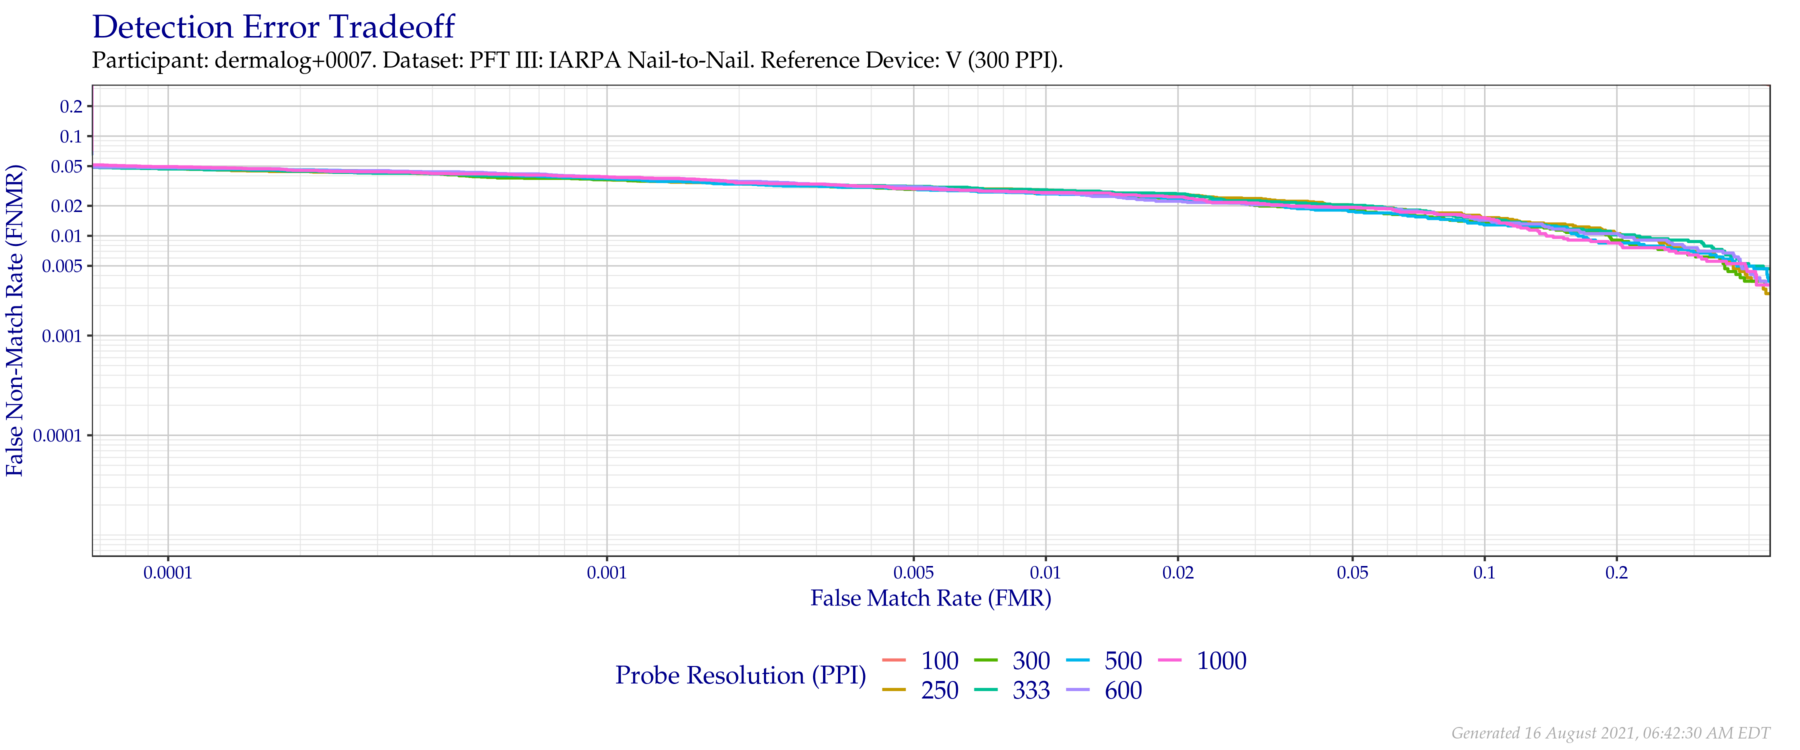 Detection Error Tradeoff
Participant: dermalog+0007. Dataset: PFT III: IARPA Nail-to-Nail. Reference Device: V (300 PPI).
False Non-Match Rate (FNMR)
0.2
0.1
0.05
0.02
0.01
0.005
0.001
0.0001
0.0001 0.001 0.005 0.01 0.02 0.05 0.1 0.2
False Match Rate (FMR)
Probe Resolution (PPI)
100 300 500 1000
250 333 600
Generated 16 August 2021, 06:42:30 AM EDT